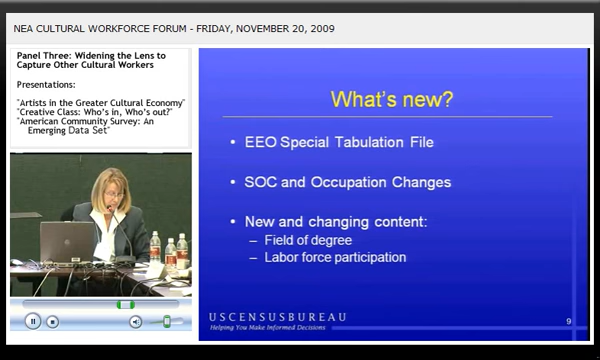 NEA CULTURAL WORKFORCE FORUM - FRIDAY, NOVEMBER 20, 2009
Panel Three: Widening the Lens to
Capture Other Cultural Workers
Presentations:
"Artists in the Greater Cultural Economy"
"Creative Class: Who's in, Who's out?"
"American Community Survey: An
Emerging Data Set"
What's new?
• EEO Special Tabulation File
• SOC and Occupation Changes
• New and changing content:
– Field of degree
– Labor force participation
USCENSUSBUREAU
Helping You Make Informed Decisions
9